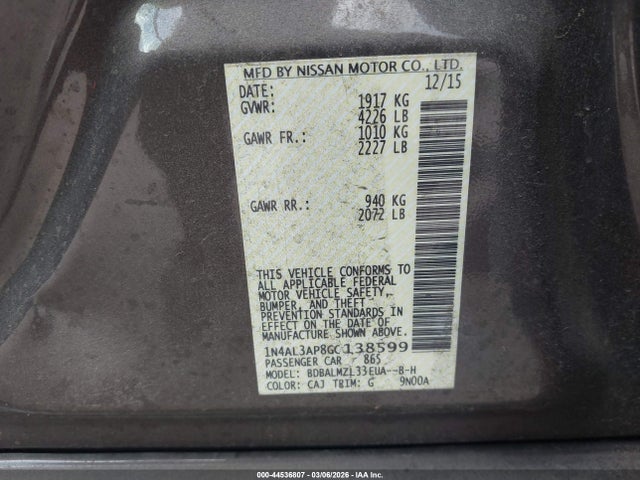 MFD BY NISSAN MOTOR CO., LTD.
DATE: 12/15
GVWR: 1917 KG
4226 LB
GAWR FR.: 1010 KG
2227 LB
GAWR RR.: 940 KG
2072 LB
THIS VEHICLE CONFORMS TO
ALL APPLICABLE FEDERAL
MOTOR VEHICLE SAFETY,
BUMPER, AND THEFT
PREVENTION STANDARDS IN
EFFECT ON THE DATE OF
MANUFACTURE SHOWN ABOVE.
1N4AL3AP8GC138599
PASSENGER CAR 865
MODEL: BDBALMZL33EUA--B-H
COLOR: CAJ TRIM: G 9N00A
000-44536807 - 03/06/2026 - IAA Inc.